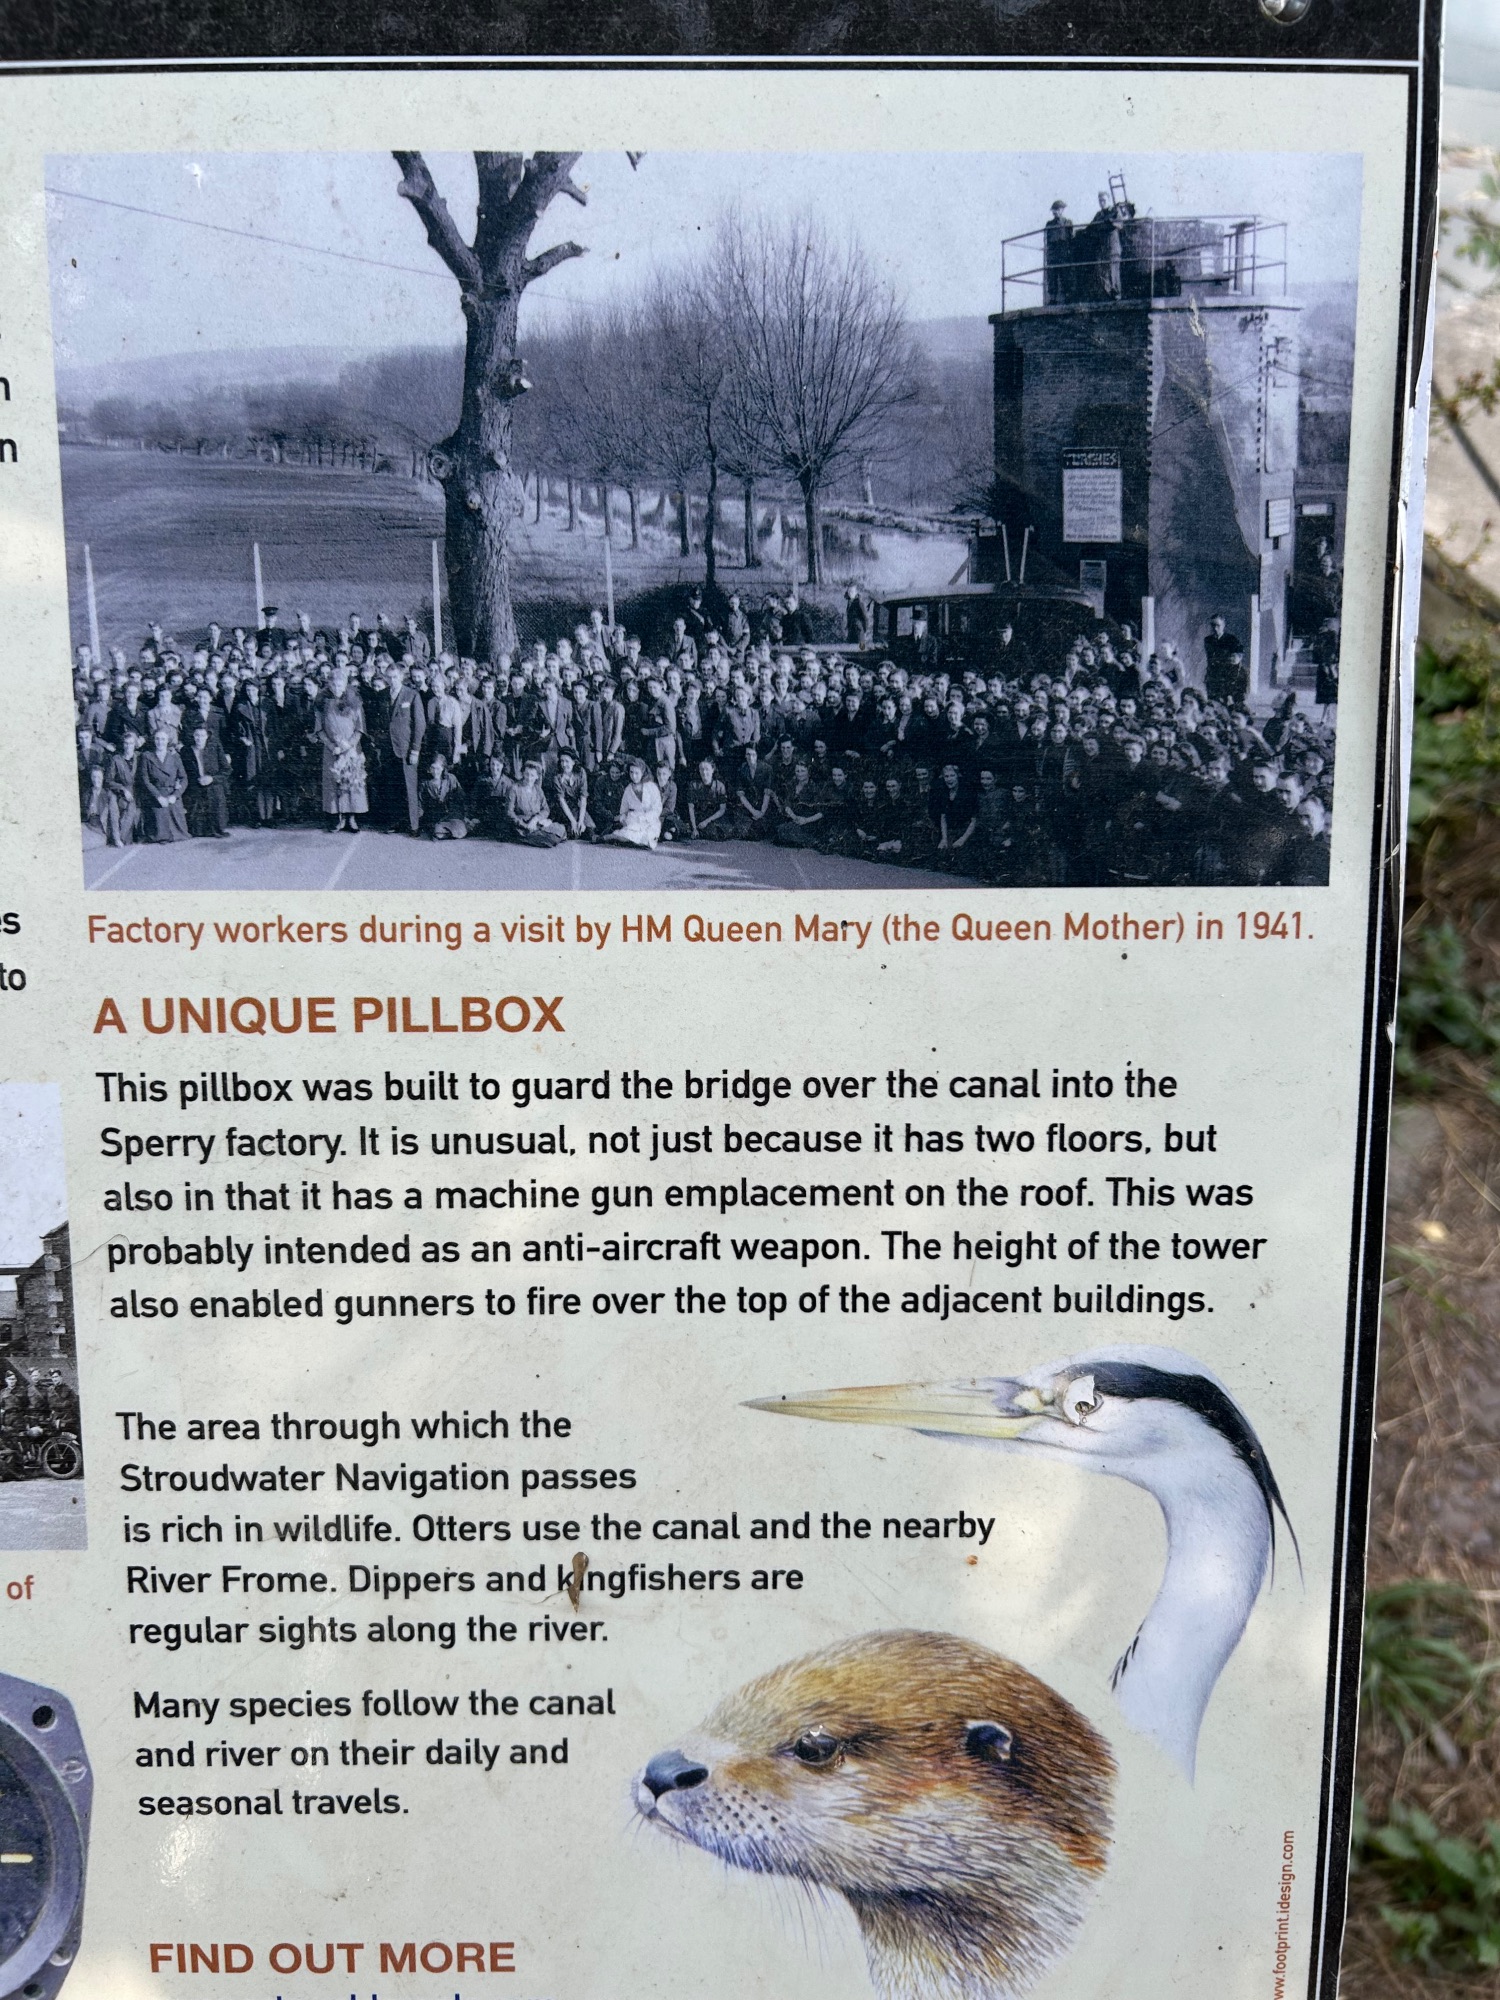 n
n
es
to
of
Factory workers during a visit by HM Queen Mary (the Queen Mother) in 1941.
A UNIQUE PILLBOX
This pillbox was built to guard the bridge over the canal into the
Sperry factory. It is unusual, not just because it has two floors, but
also in that it has a machine gun emplacement on the roof. This was
probably intended as an anti-aircraft weapon. The height of the tower
also enabled gunners to fire over the top of the adjacent buildings.
The area through which the
Stroudwater Navigation passes
is rich in wildlife. Otters use the canal and the nearby
River Frome. Dippers and kingfishers are
regular sights along the river.
Many species follow the canal
and river on their daily and
seasonal travels.
FIND OUT MORE
ww.footprint.idesign.com